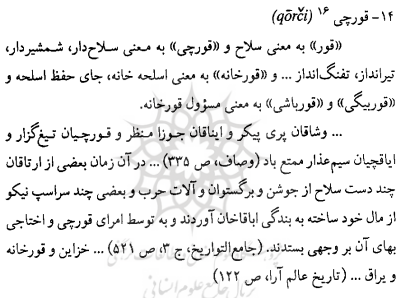 ۱۴- قورچی ۱۶ (qōrči)
«قور» به معنی سلاح و «قورچی» به معنی سلاح‌دار، شمشیردار،
تیرانداز، تفنگ‌انداز ... و «قورخانه» به معنی اسلحه خانه، جای حفظ اسلحه و
«قوربیگی» و «قورباشی» به معنی مسؤول قورخانه.
... وشاقان پری پیکر و ایناقان جوزا منظر و قورچیان تیغ‌گزار و
ایاقچیان سیم‌عذار ممتع باد (وصاف، ص ۳۳۵) ... در آن زمان بعضی از ارتاقان
چند دست سلاح از جوشن و برگستوان و آلات حرب و بعضی چند سراسپ نیکو
از مال خود ساخته به بندگی اباقاخان آوردند و به توسط امرای قورچی و اختاجی
بهای آن بر وجهی بستدند. (جامع‌التواریخ، ج ۳، ص ۵۲۱) ... خزاین و قورخانه
و یراق ... (تاریخ عالم آرا، ص ۱۲۲)